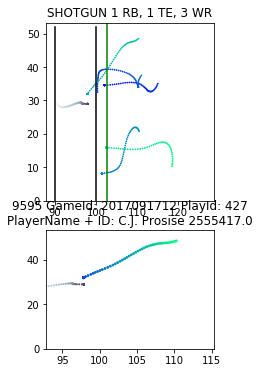 SHOTGUN 1 RB, 1 TE, 3 WR
50
40
30
20
10
0
90 100 110 120
9595 GameId: 2017091712 PlayId: 427
PlayerName + ID: C.J. Prosise 2555417.0
40
20
0
95 100 105 110 115